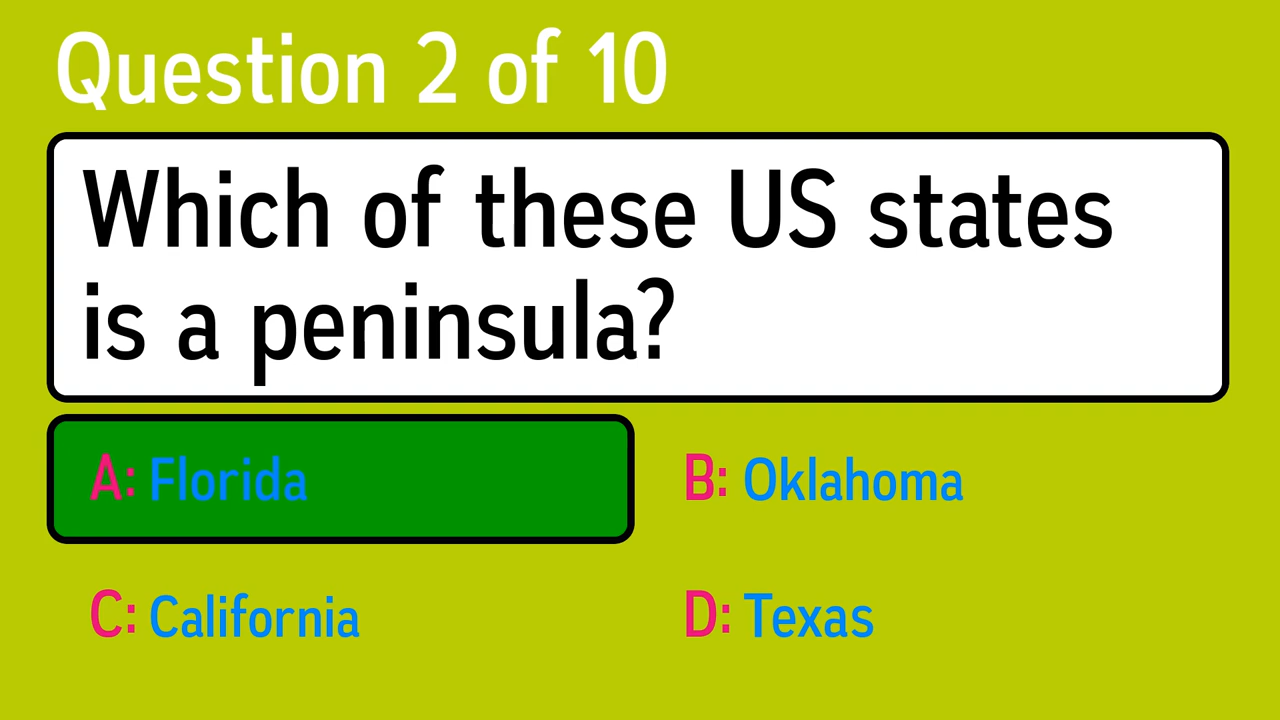 Question 2 of 10
Which of these US states
is a peninsula?
A: Florida
B: Oklahoma
C: California
D: Texas